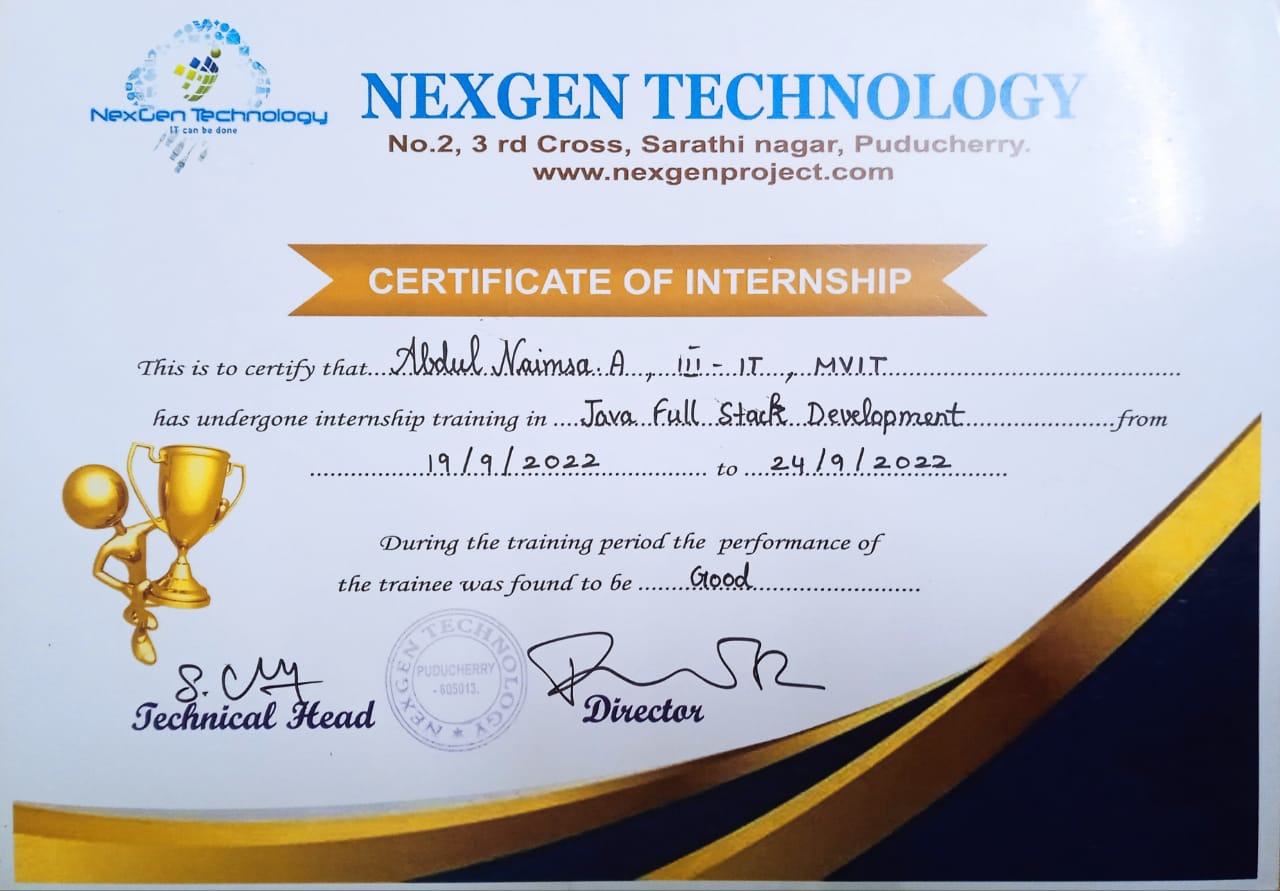 NexGen Technology
IT can be done
NEXGEN TECHNOLOGY
No.2, 3 rd Cross, Sarathi nagar, Puducherry.
www.nexgenproject.com
CERTIFICATE OF INTERNSHIP
This is to certify that...Abdul Naimsa. A , III - IT , MVIT
has undergone internship training in ....Java Full Stack Development....from
19/9/2022 to 24/9/2022
During the training period the performance of
the trainee was found to be ......Good......
NEXGEN TECHNOLOGY *
PUDUCHERRY
- 605013.
Technical Head
Director